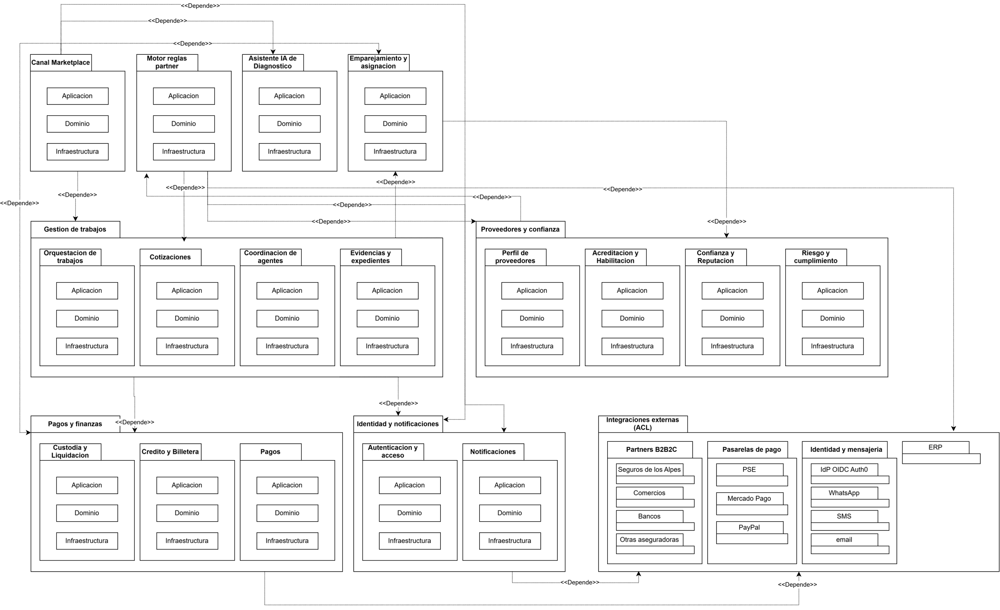 <<Depende>>
<<Depende>>
<<Depende>>
Canal Marketplace
Motor reglas
partner
Asistente IA de
Diagnostico
Emparejamiento y
asignacion
Aplicacion
Aplicacion
Aplicacion
Aplicacion
Dominio
Dominio
Dominio
Dominio
Infraestructura
Infraestructura
Infraestructura
Infraestructura
<<Depende>>
<<Depende>>
<<Depende>>
<<Depende>>
<<Depende>>
<<Depende>>
<<Depende>>
<<Depende>>
<<Depende>>
<<Depende>>
Gestion de trabajos
Proveedores y confianza
Orquestacion de
trabajos
Cotizaciones
Coordinacion de
agentes
Evidencias y
expedientes
Perfil de
proveedores
Acreditacion y
Habilitacion
Confianza y
Reputacion
Riesgo y
cumplimiento
Aplicacion
Aplicacion
Aplicacion
Aplicacion
Aplicacion
Aplicacion
Aplicacion
Aplicacion
Dominio
Dominio
Dominio
Dominio
Dominio
Dominio
Dominio
Dominio
Infraestructura
Infraestructura
Infraestructura
Infraestructura
Infraestructura
Infraestructura
Infraestructura
Infraestructura
<<Depende>>
<<Depende>>
Pagos y finanzas
Identidad y notificaciones
Integraciones externas
(ACL)
Custodia y
Liquidacion
Credito y Billetera
Pagos
Autenticacion y
acceso
Notificaciones
Partners B2B2C
Pasarelas de pago
Identidad y mensajeria
ERP
Aplicacion
Aplicacion
Aplicacion
Aplicacion
Aplicacion
Dominio
Dominio
Dominio
Dominio
Dominio
Infraestructura
Infraestructura
Infraestructura
Infraestructura
Infraestructura
Seguros de los Alpes
Comercios
Bancos
Otras aseguradoras
PSE
Mercado Pago
PayPal
IdP OIDC Auth0
WhatsApp
SMS
email
<<Depende>>
<<Depende>>